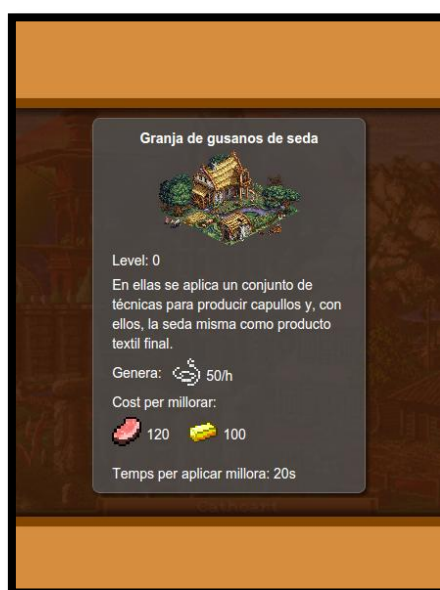 Granja de gusanos de seda
Level: 0
En ellas se aplica un conjunto de
técnicas para producir capullos y, con
ellos, la seda misma como producto
textil final.
Genera: 50/h
Cost per millorar:
120 100
Temps per aplicar millora: 20s